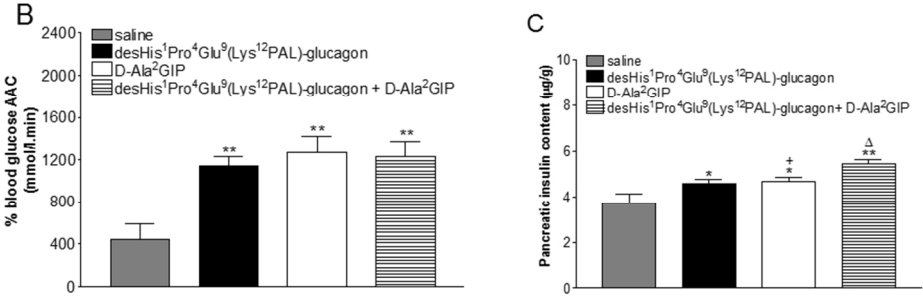 B
% blood glucose AAC
(mmol/l.min)
2400
2000
1600
1200
800
400
0
saline
desHis¹Pro⁴Glu⁹(Lys¹²PAL)-glucagon
D-Ala²GIP
desHis¹Pro⁴Glu⁹(Lys¹²PAL)-glucagon + D-Ala²GIP
**
**
**
C
Pancreatic insulin content (µg/g)
10
8
6
4
2
0
saline
desHis¹Pro⁴Glu⁹(Lys¹²PAL)-glucagon
D-Ala²GIP
desHis¹Pro⁴Glu⁹(Lys¹²PAL)-glucagon+ D-Ala²GIP
*
+
*
Δ
**